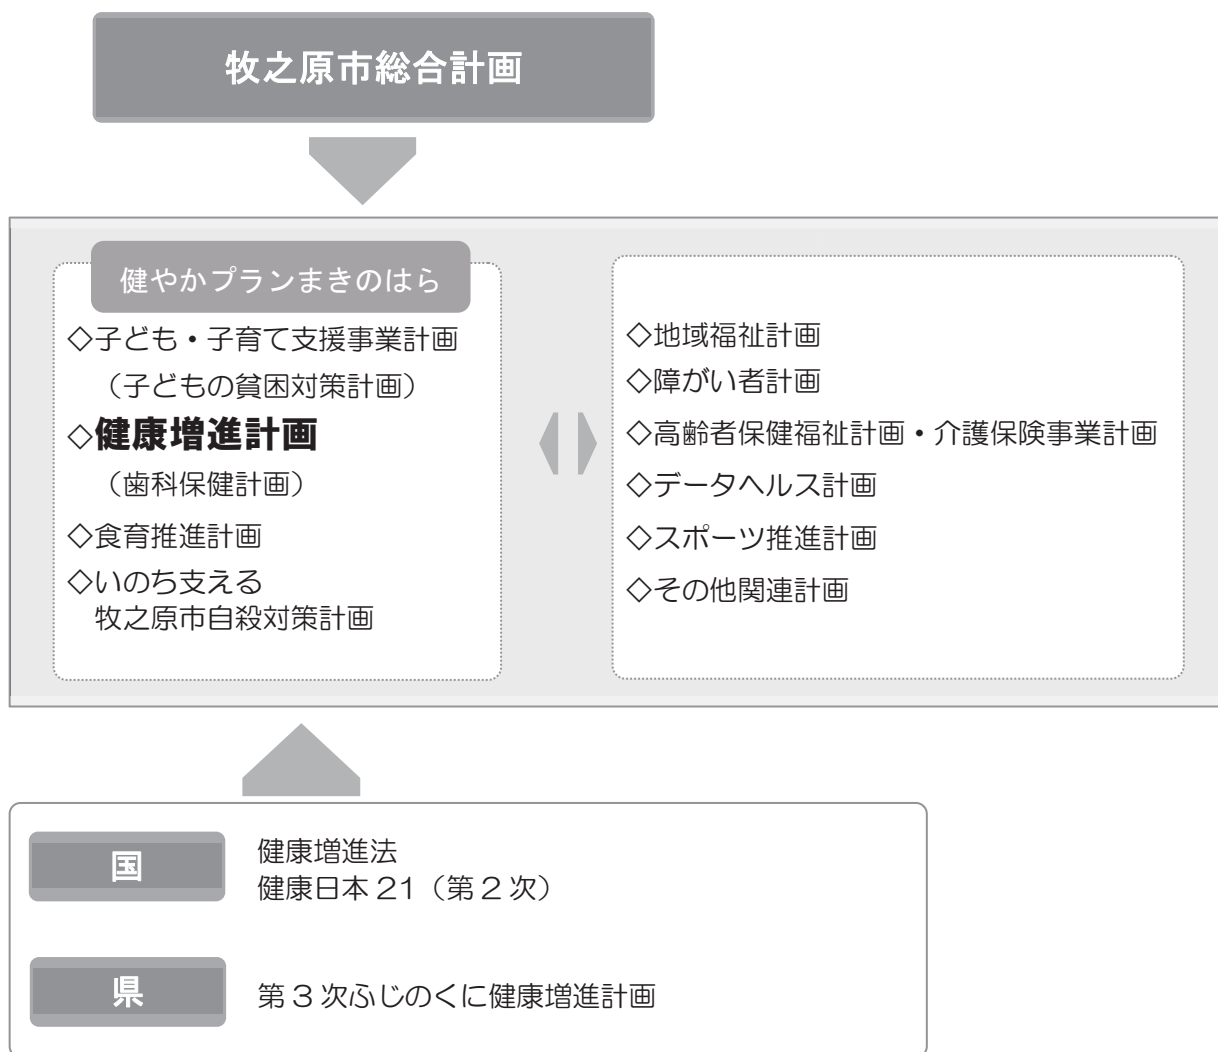 牧之原市総合計画
健やかプランまきのはら
◇子ども・子育て支援事業計画
（子どもの貧困対策計画）
◇健康増進計画
（歯科保健計画）
◇食育推進計画
◇いのち支える
牧之原市自殺対策計画
◇地域福祉計画
◇障がい者計画
◇高齢者保健福祉計画・介護保険事業計画
◇データヘルス計画
◇スポーツ推進計画
◇その他関連計画
国
健康増進法
健康日本21（第2次）
県
第3次ふじのくに健康増進計画